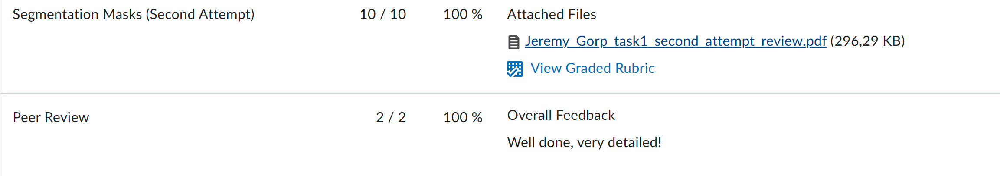 Segmentation Masks (Second Attempt) 10 / 10 100 % Attached Files
Jeremy_Gorp_task1_second_attempt_review.pdf (296,29 KB)
View Graded Rubric
Peer Review 2 / 2 100 % Overall Feedback
Well done, very detailed!